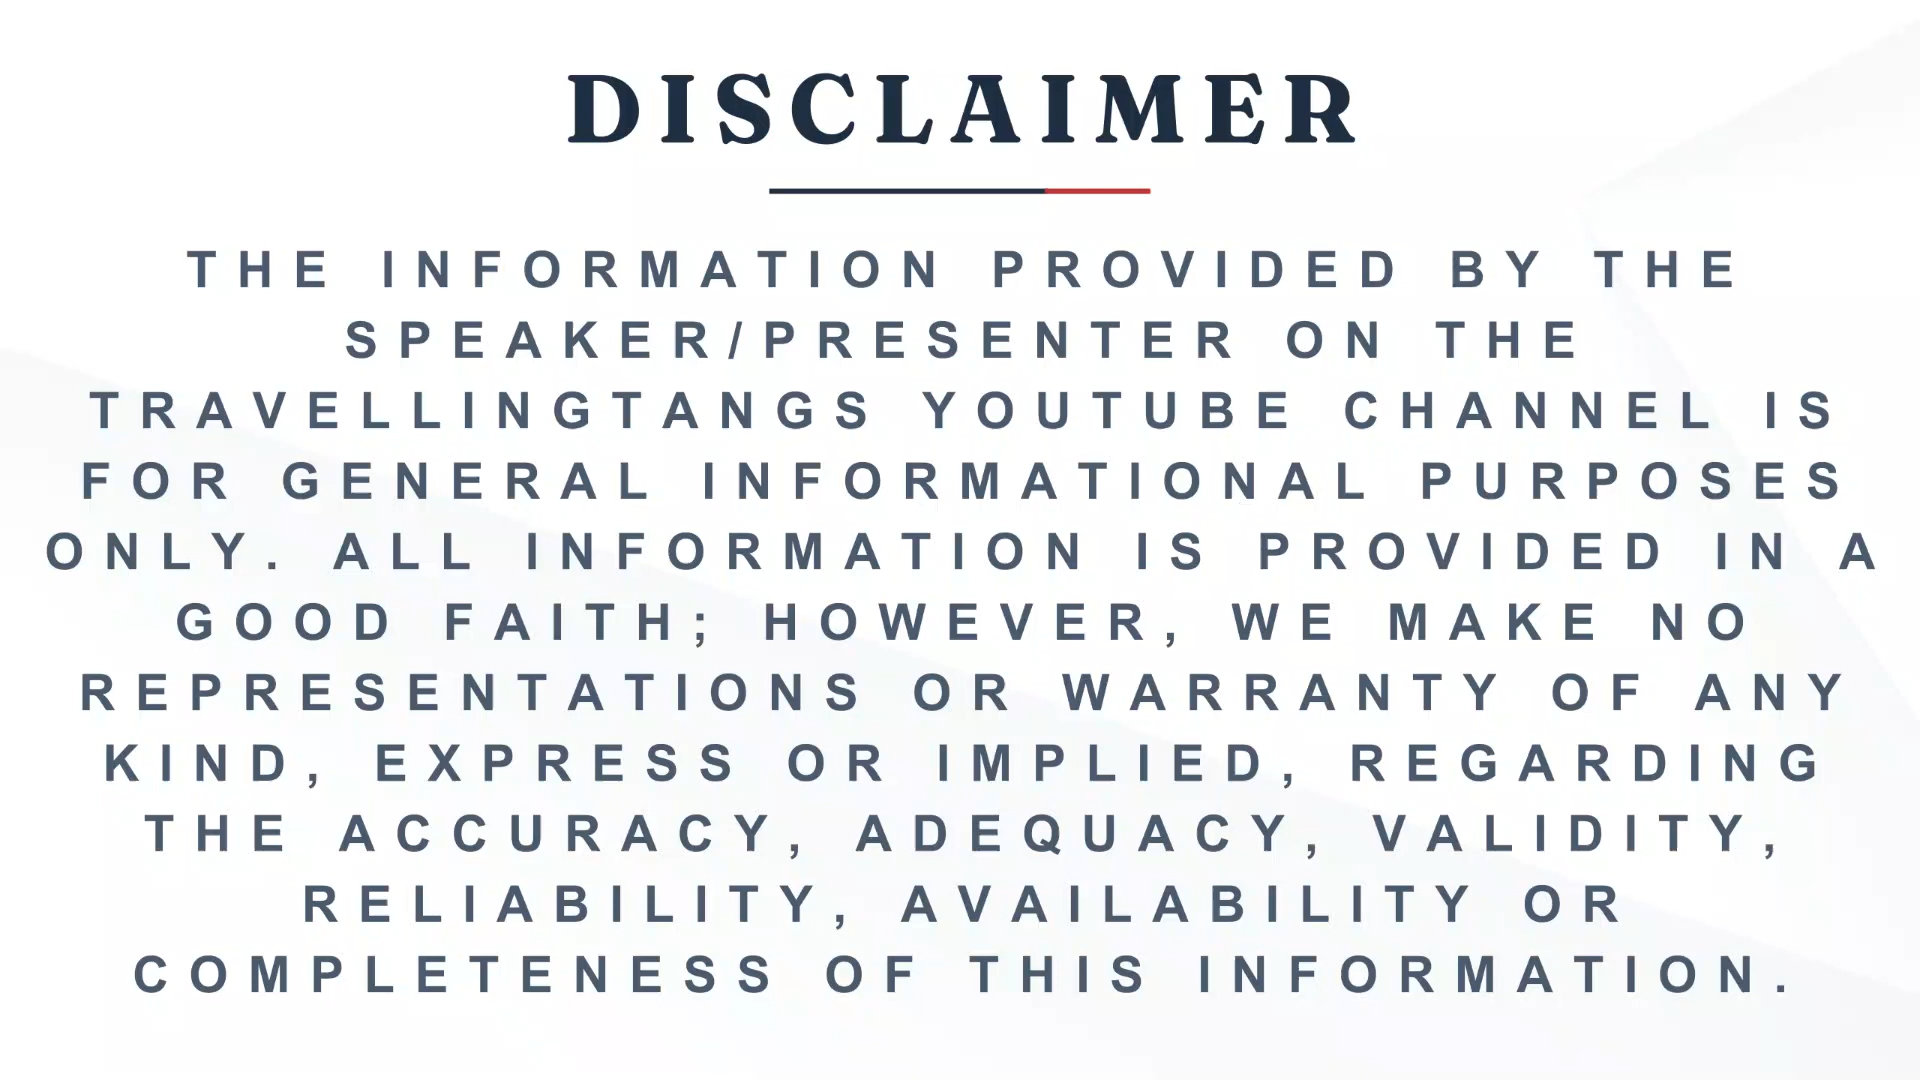 DISCLAIMER
THE INFORMATION PROVIDED BY THE
SPEAKER/PRESENTER ON THE
TRAVELLINGTANGS YOUTUBE CHANNEL IS
FOR GENERAL INFORMATIONAL PURPOSES
ONLY. ALL INFORMATION IS PROVIDED IN A
GOOD FAITH; HOWEVER, WE MAKE NO
REPRESENTATIONS OR WARRANTY OF ANY
KIND, EXPRESS OR IMPLIED, REGARDING
THE ACCURACY, ADEQUACY, VALIDITY,
RELIABILITY, AVAILABILITY OR
COMPLETENESS OF THIS INFORMATION.